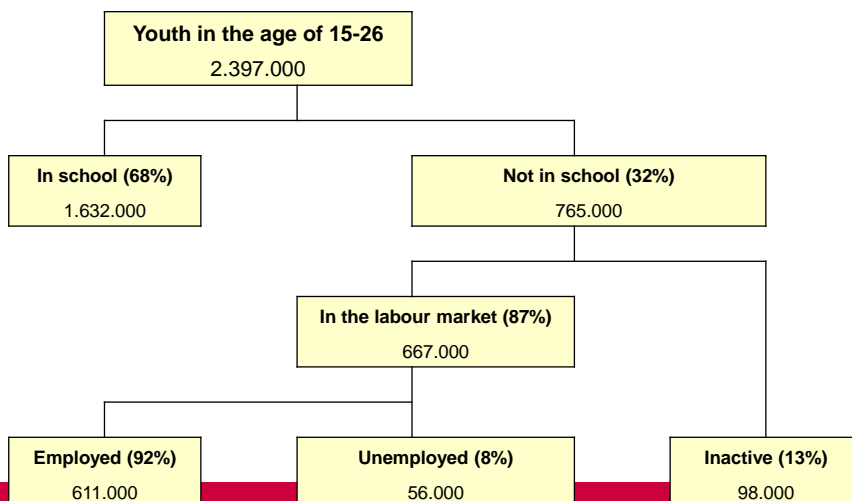 Youth in the age of 15-26
2.397.000
In school (68%)
1.632.000
Not in school (32%)
765.000
In the labour market (87%)
667.000
Employed (92%)
611.000
Unemployed (8%)
56.000
Inactive (13%)
98.000